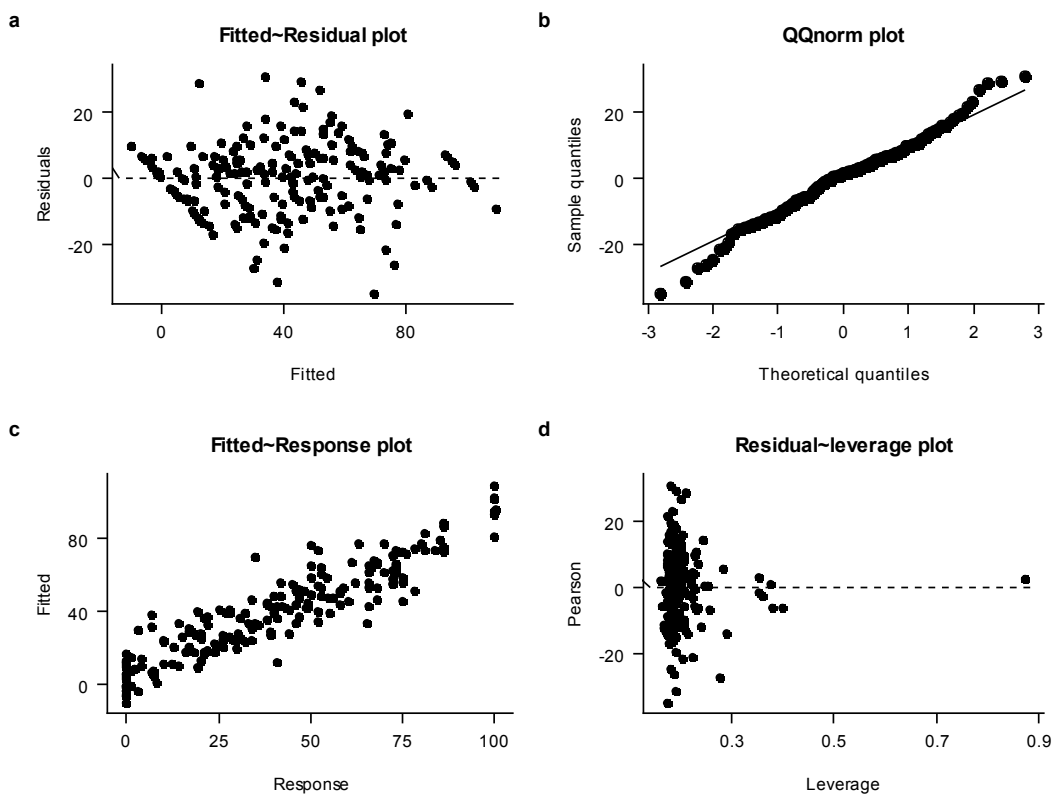 a
Fitted~Residual plot
Residuals
20
0
-20
0
40
80
Fitted
b
QQnorm plot
Sample quantiles
20
0
-20
-3
-2
-1
0
1
2
3
Theoretical quantiles
c
Fitted~Response plot
Fitted
80
40
0
0
25
50
75
100
Response
d
Residual~leverage plot
Pearson
20
0
-20
0.3
0.5
0.7
0.9
Leverage